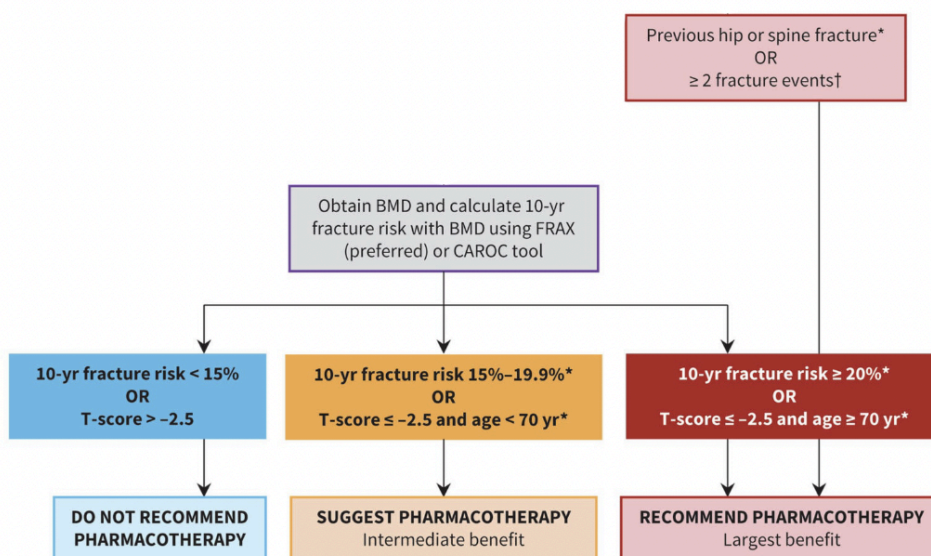 Previous hip or spine fracture*
OR
≥ 2 fracture events†
Obtain BMD and calculate 10-yr
fracture risk with BMD using FRAX
(preferred) or CAROC tool
10-yr fracture risk < 15%
OR
T-score > –2.5
10-yr fracture risk 15%–19.9%*
OR
T-score ≤ –2.5 and age < 70 yr*
10-yr fracture risk ≥ 20%*
OR
T-score ≤ –2.5 and age ≥ 70 yr*
DO NOT RECOMMEND
PHARMACOTHERAPY
SUGGEST PHARMACOTHERAPY
Intermediate benefit
RECOMMEND PHARMACOTHERAPY
Largest benefit